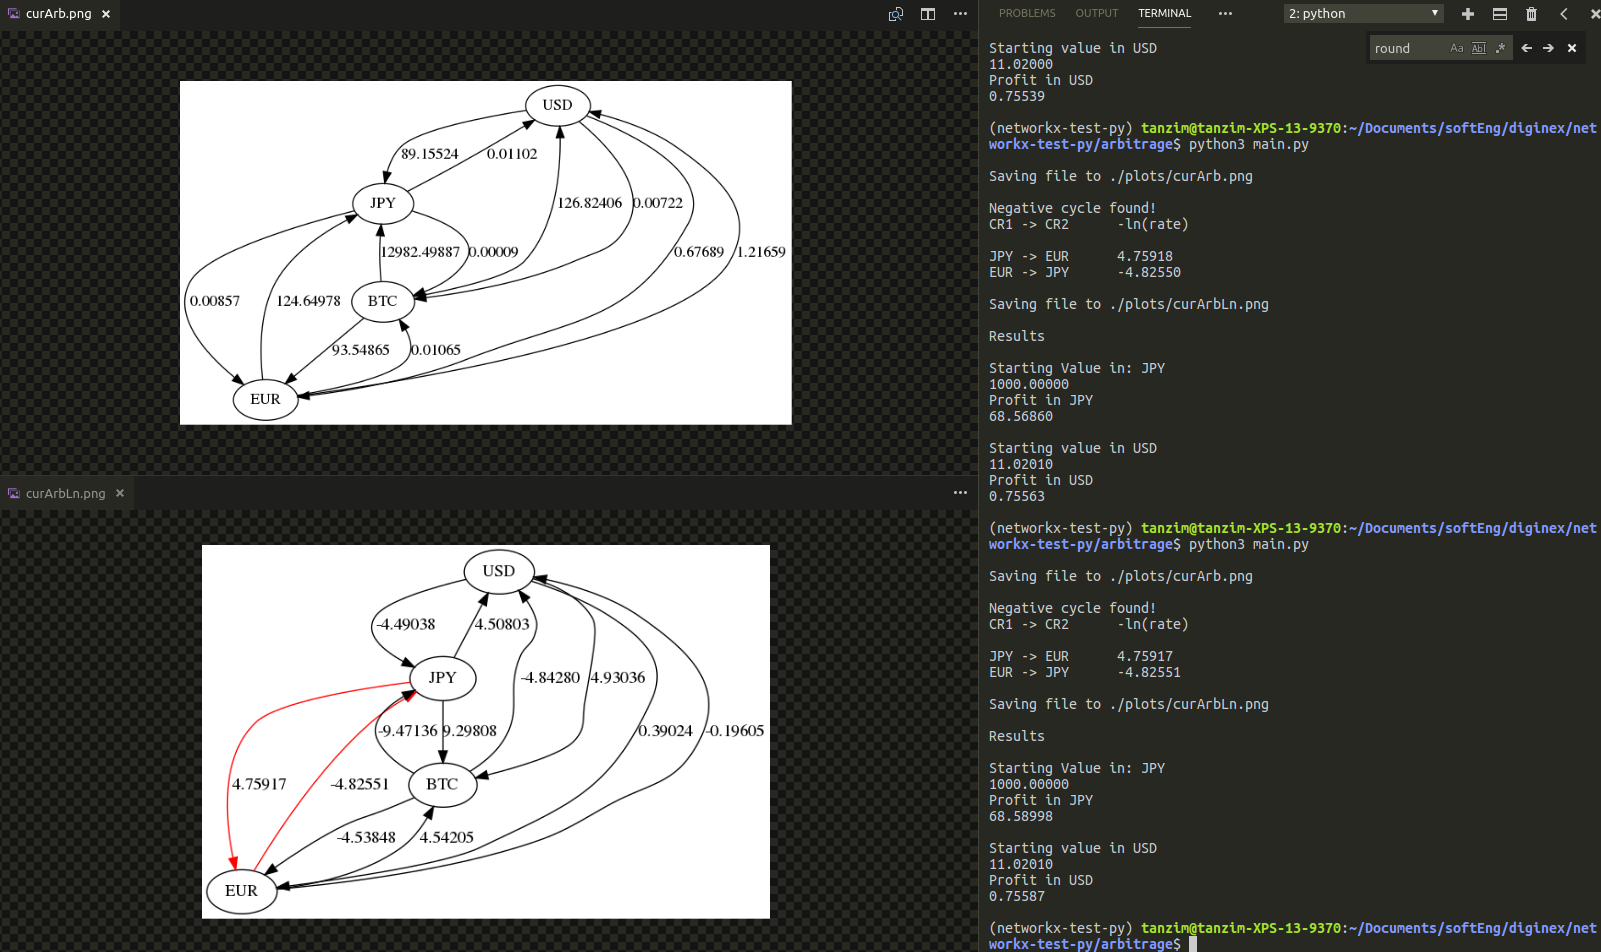 curArb.png ×
USD
89.15524
0.01102
JPY
126.82406
0.00722
12982.49887
0.00009
0.67689
1.21659
BTC
0.00857
124.64978
93.54865
0.01065
EUR
curArbLn.png ×
USD
-4.49038
4.50803
JPY
-4.84280
4.93036
-9.47136
9.29808
0.39024
-0.19605
BTC
4.75917
-4.82551
-4.53848
4.54205
EUR
PROBLEMS OUTPUT TERMINAL ··· 2: python
round Aa Abl .*
Starting value in USD
11.02000
Profit in USD
0.75539
(networkx-test-py) tanzim@tanzim-XPS-13-9370:~/Documents/softEng/diginex/net
workx-test-py/arbitrage$ python3 main.py
Saving file to ./plots/curArb.png
Negative cycle found!
CR1 -> CR2 -ln(rate)
JPY -> EUR 4.75918
EUR -> JPY -4.82550
Saving file to ./plots/curArbLn.png
Results
Starting Value in: JPY
1000.00000
Profit in JPY
68.56860
Starting value in USD
11.02010
Profit in USD
0.75563
(networkx-test-py) tanzim@tanzim-XPS-13-9370:~/Documents/softEng/diginex/net
workx-test-py/arbitrage$ python3 main.py
Saving file to ./plots/curArb.png
Negative cycle found!
CR1 -> CR2 -ln(rate)
JPY -> EUR 4.75917
EUR -> JPY -4.82551
Saving file to ./plots/curArbLn.png
Results
Starting Value in: JPY
1000.00000
Profit in JPY
68.58998
Starting value in USD
11.02010
Profit in USD
0.75587
(networkx-test-py) tanzim@tanzim-XPS-13-9370:~/Documents/softEng/diginex/net
workx-test-py/arbitrage$